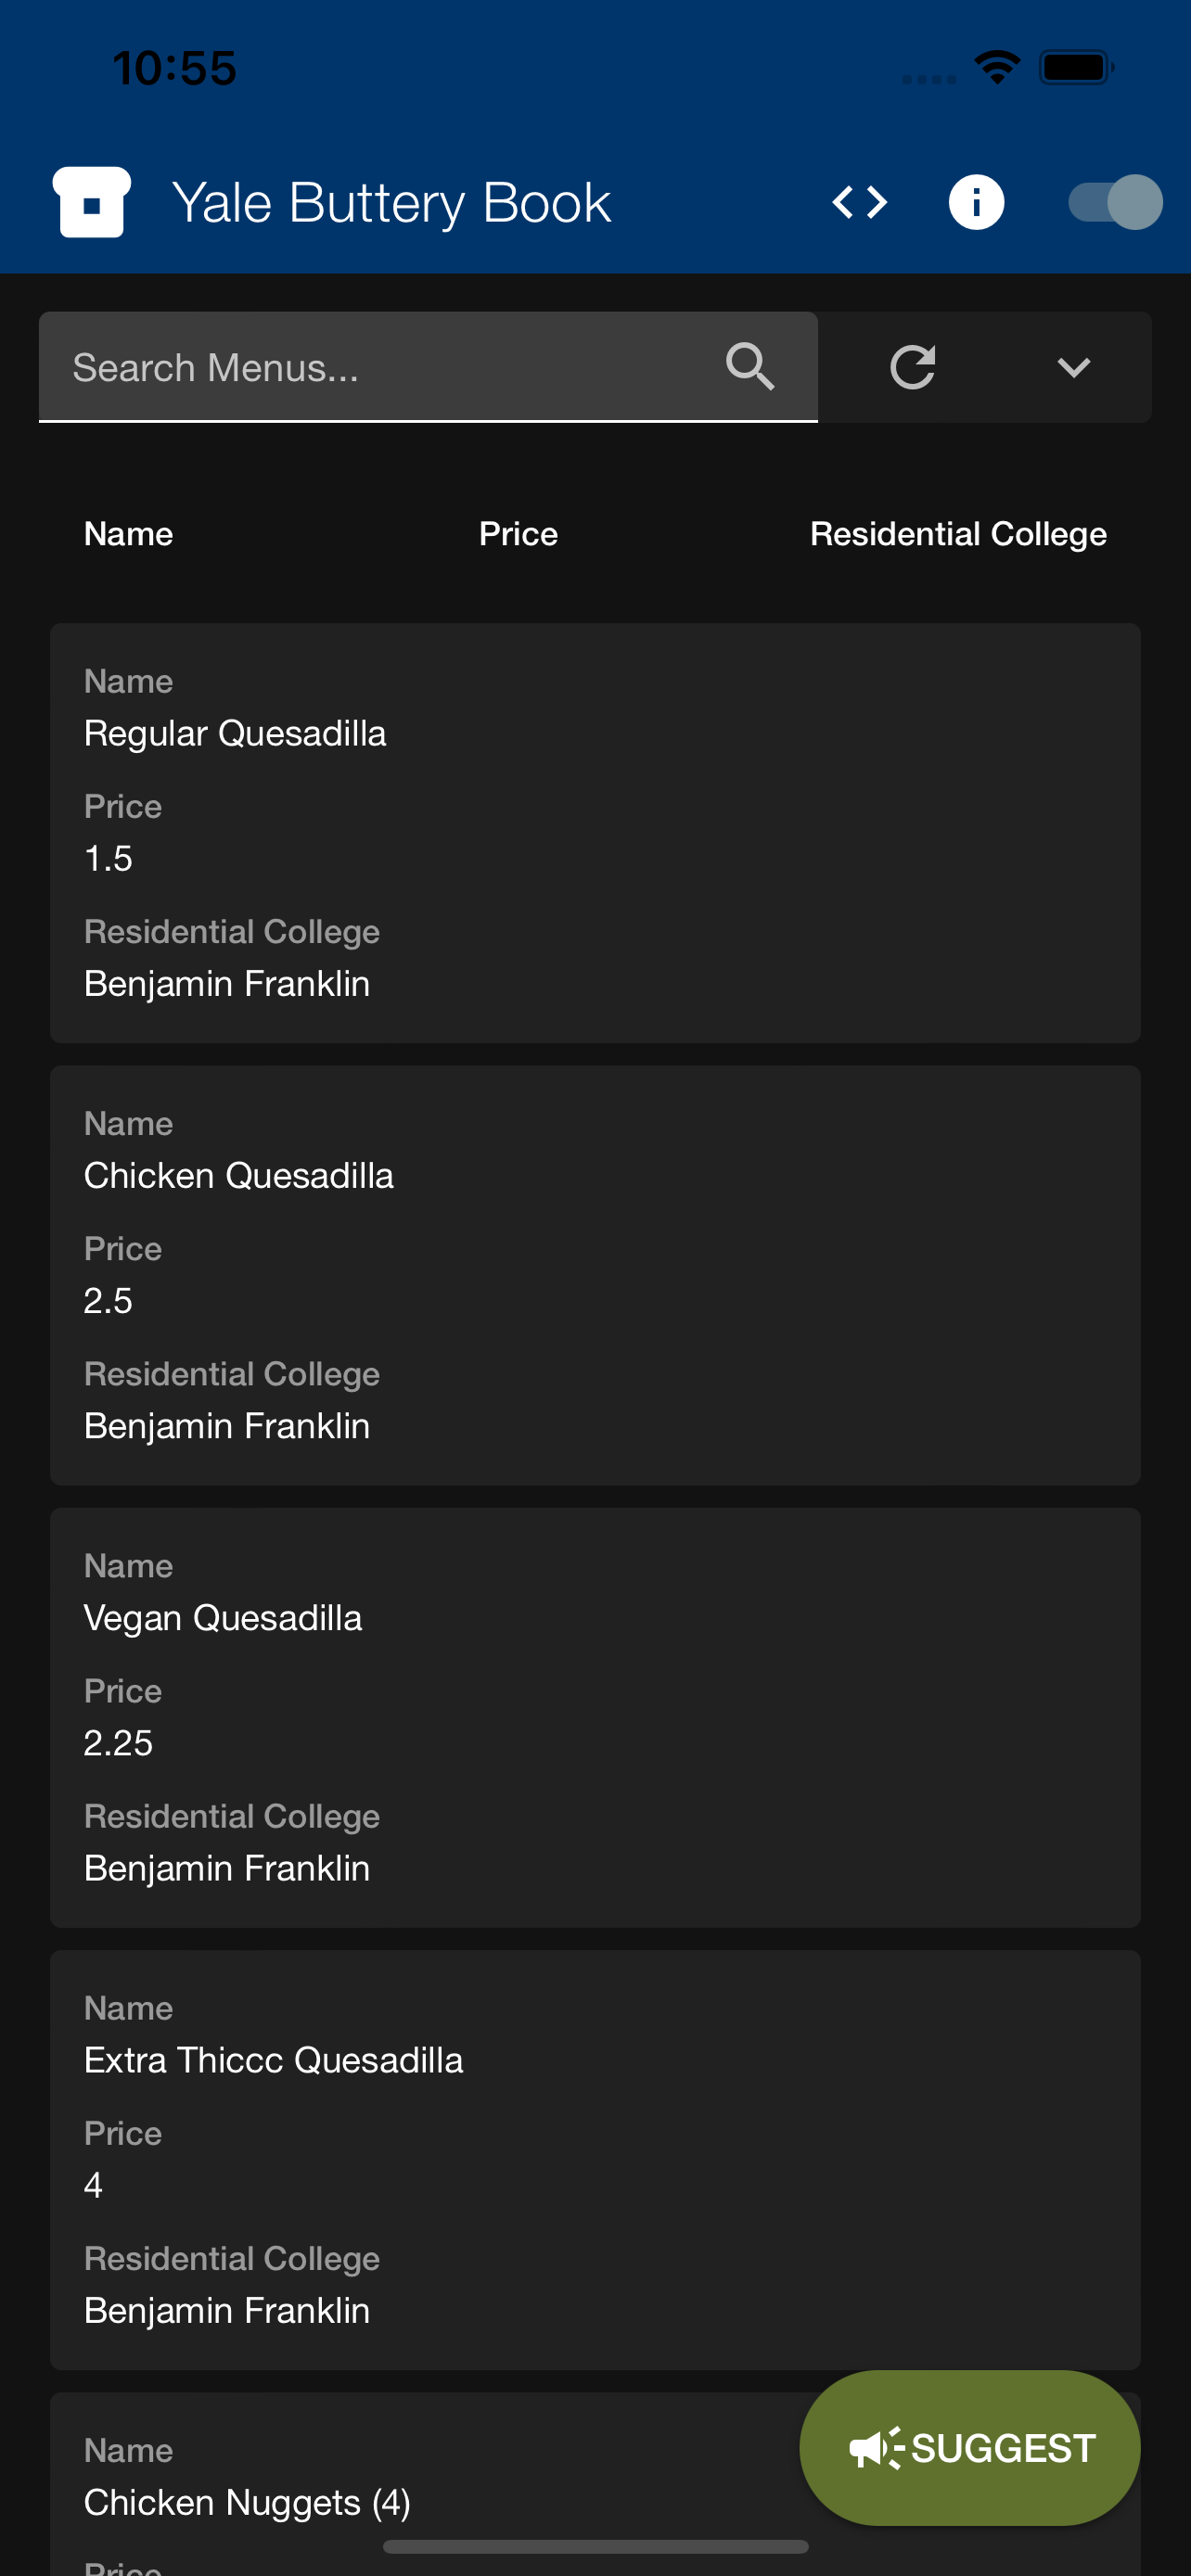 10:55
Yale Buttery Book
Search Menus...
Name Price Residential College
Name
Regular Quesadilla
Price
1.5
Residential College
Benjamin Franklin
Name
Chicken Quesadilla
Price
2.5
Residential College
Benjamin Franklin
Name
Vegan Quesadilla
Price
2.25
Residential College
Benjamin Franklin
Name
Extra Thiccc Quesadilla
Price
4
Residential College
Benjamin Franklin
Name
SUGGEST
Chicken Nuggets (4)
Price